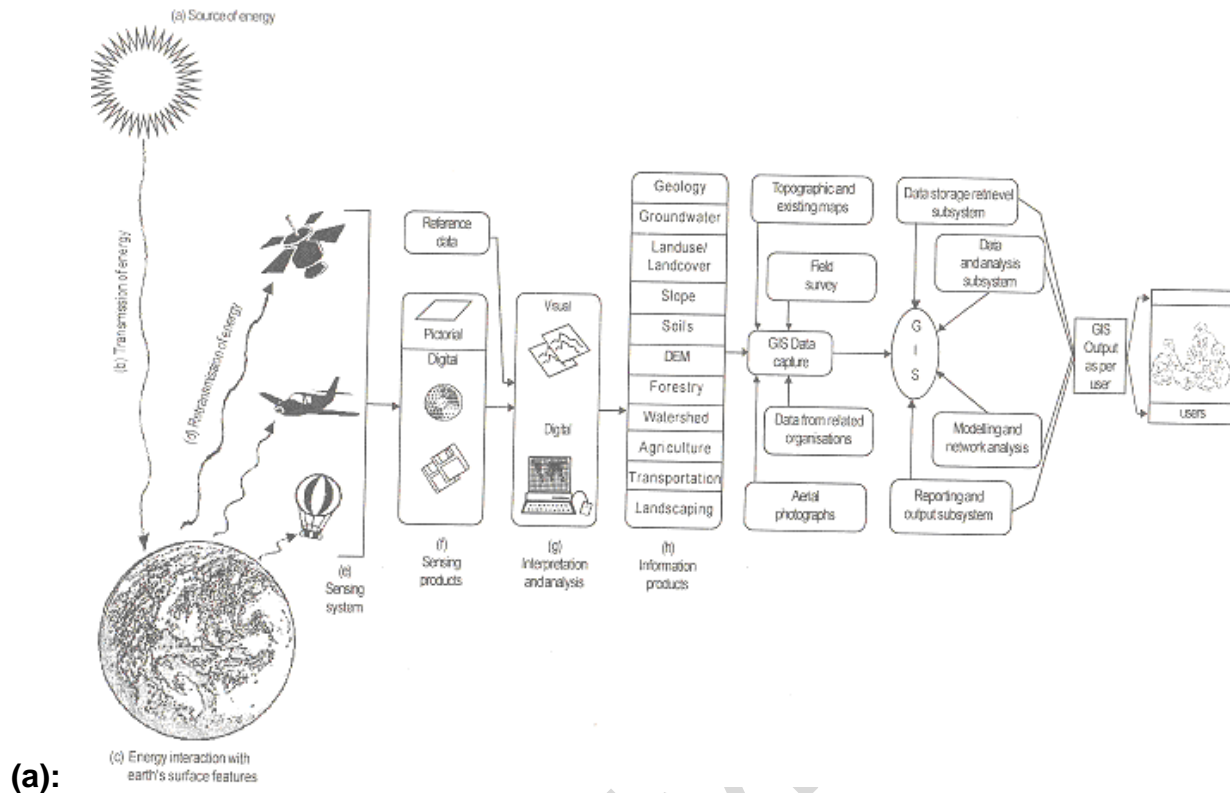 (a) Source of energy
(b) Transmission of energy
(d) Retransmission of energy
(c) Energy interaction with
earth's surface features
(e)
Sensing
system
Reference
data
Pictorial
Digital
(f)
Sensing
products
Visual
Digital
(g)
Interpretation
and analysis
Geology
Groundwater
Landuse/
Landcover
Slope
Soils
DEM
Forestry
Watershed
Agriculture
Transportation
Landscaping
(h)
Information
products
Topographic and
existing maps
Field
survey
GIS Data
capture
Data from related
organisations
Aerial
photographs
Data storage retrievel
subsystem
Data
and analysis
subsystem
G
I
S
Modelling and
network analysis
Reporting and
output subsystem
GIS
Output
as per
user
users
(a):